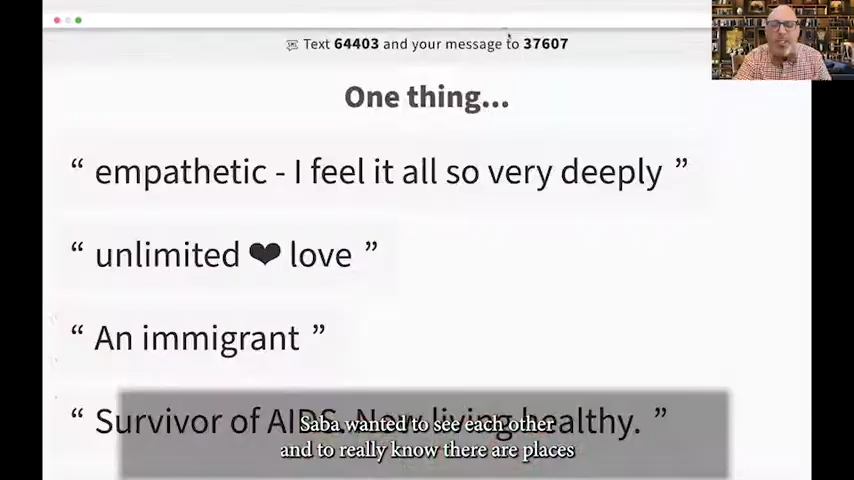 Text 64403 and your message to 37607
One thing...
“ empathetic - I feel it all so very deeply ”
“ unlimited ❤ love ”
“ An immigrant ”
“ Survivor of AIDS. Now living healthy. ”
Saba wanted to see each other
and to really know there are places